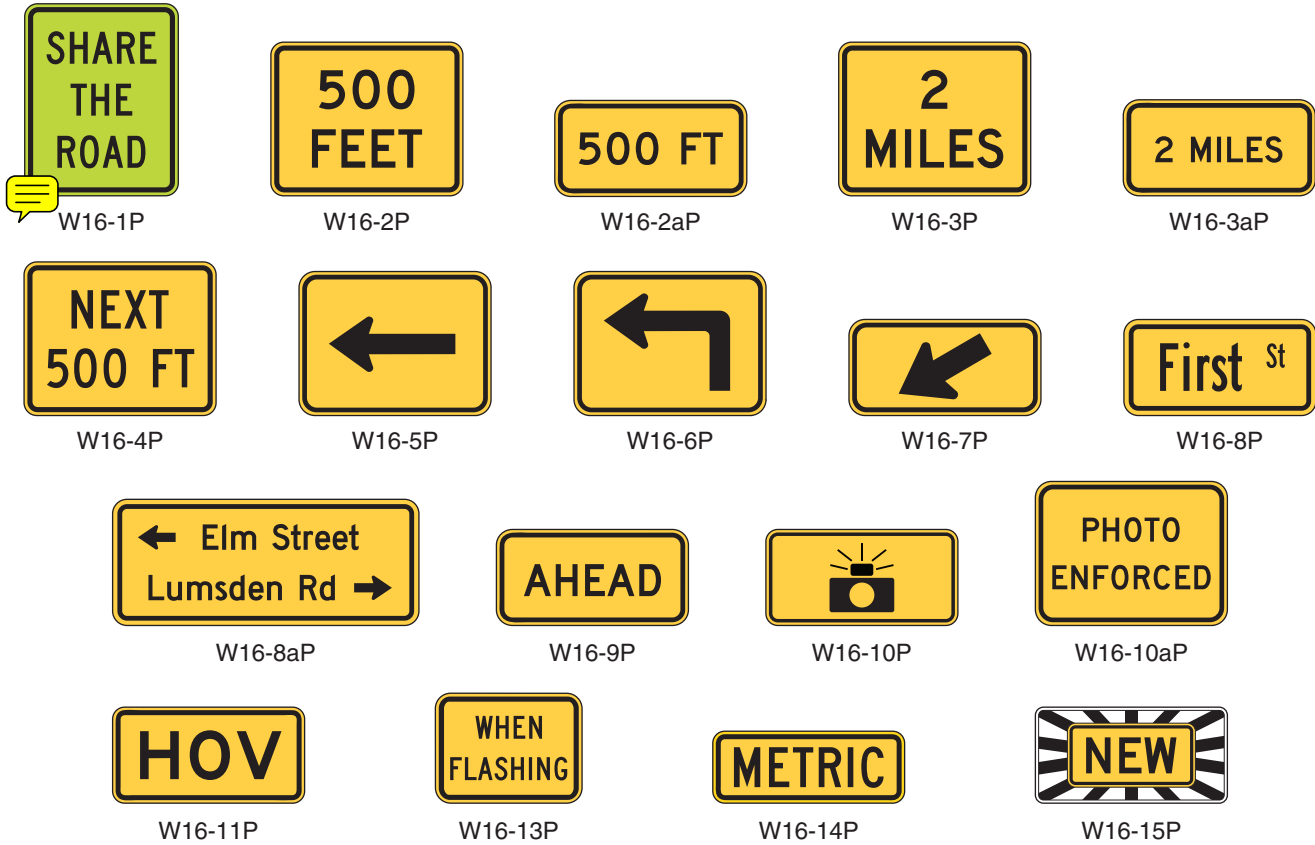 SHARE
THE
ROAD
500
FEET
500 FT
2
MILES
2 MILES
W16-1P
W16-2P
W16-2aP
W16-3P
W16-3aP
NEXT
500 FT
First St
W16-4P
W16-5P
W16-6P
W16-7P
W16-8P
Elm Street
Lumsden Rd
AHEAD
PHOTO
ENFORCED
W16-8aP
W16-9P
W16-10P
W16-10aP
HOV
WHEN
FLASHING
METRIC
NEW
W16-11P
W16-13P
W16-14P
W16-15P